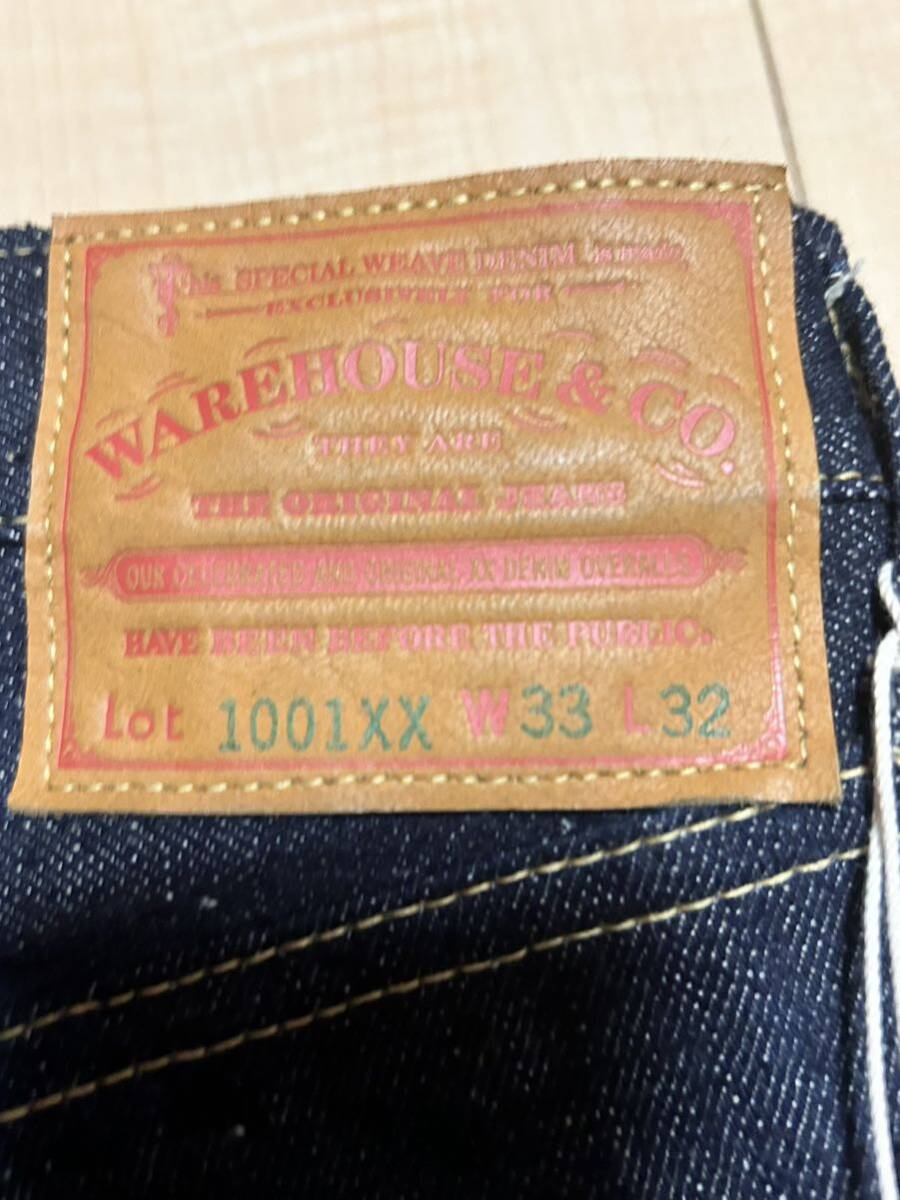 This SPECIAL WEAVE DENIM is made
EXCLUSIVELY FOR
WAREHOUSE & CO.
THEY ARE
THE ORIGINAL JEANS
OUR CELEBRATED AND ORIGINAL XX DENIM OVERALLS
HAVE BEEN BEFORE THE PUBLIC.
Lot 1001XX W33 L32